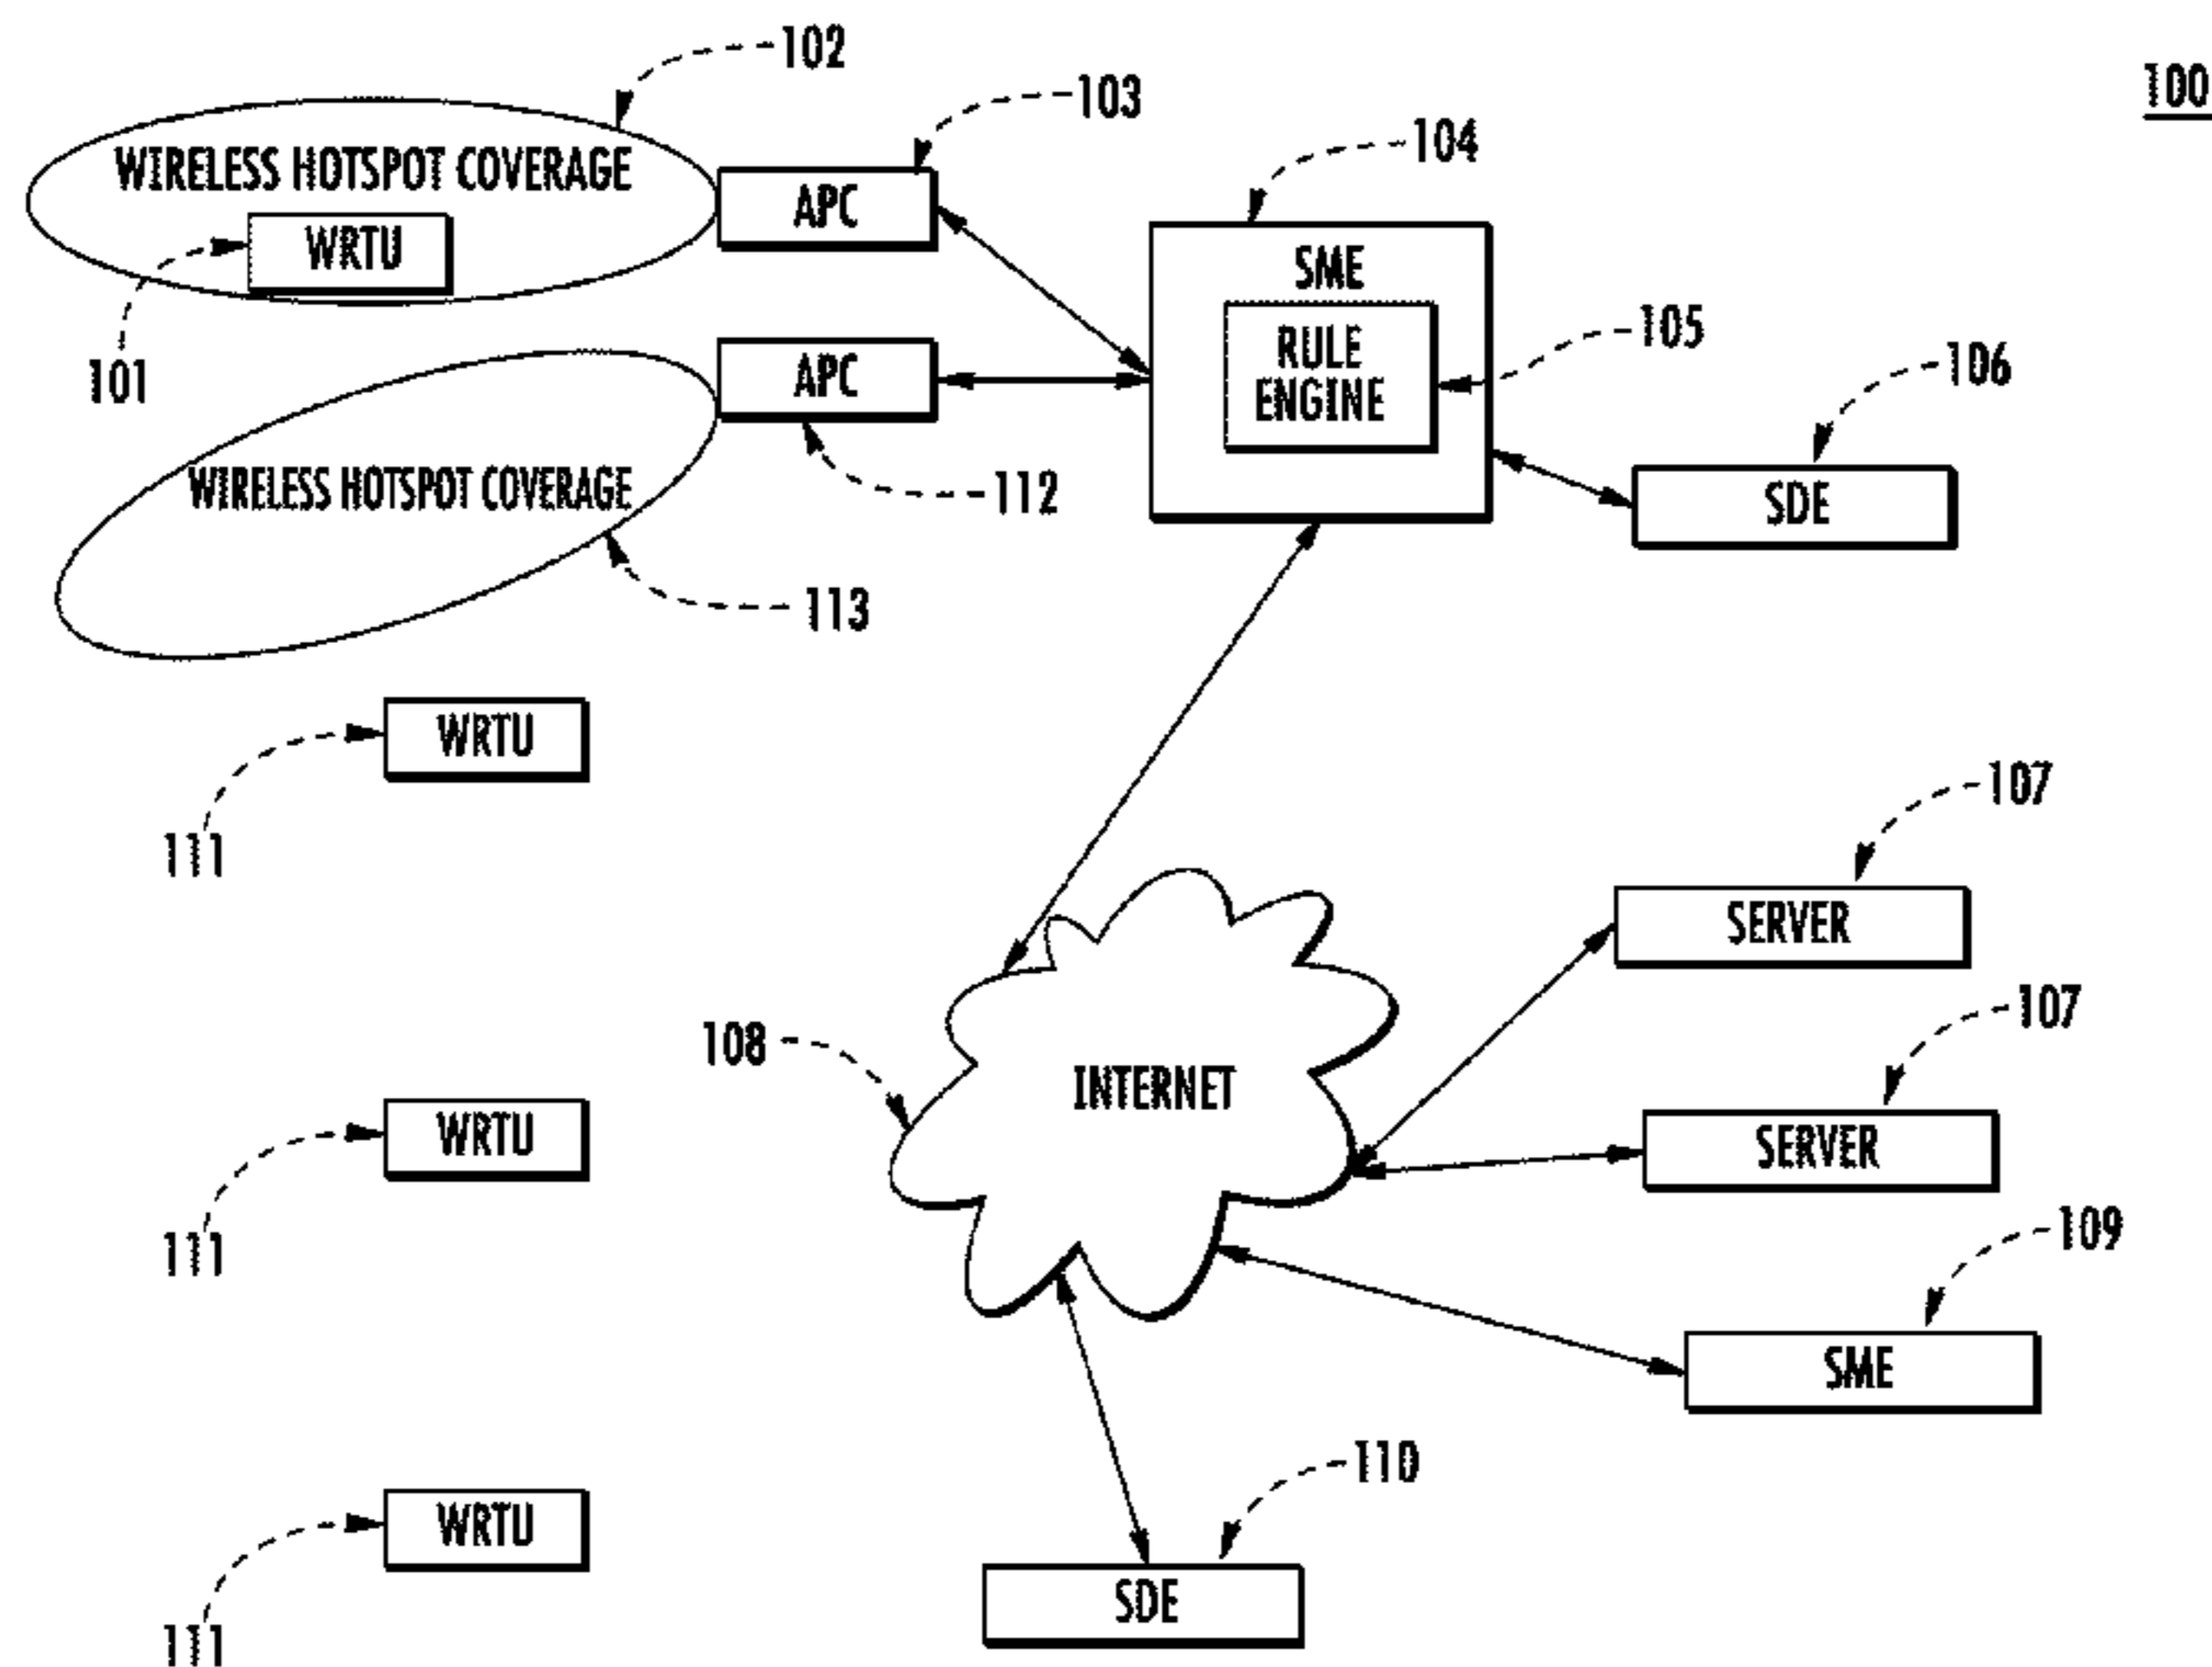 102
100
103
104
WIRELESS HOTSPOT COVERAGE
APC
WRTU
SME
RULE
ENGINE
105
101
APC
106
WIRELESS HOTSPOT COVERAGE
112
SDE
113
WRTU
111
107
SERVER
107
108
INTERNET
WRTU
SERVER
111
109
SME
110
WRTU
SDE
111